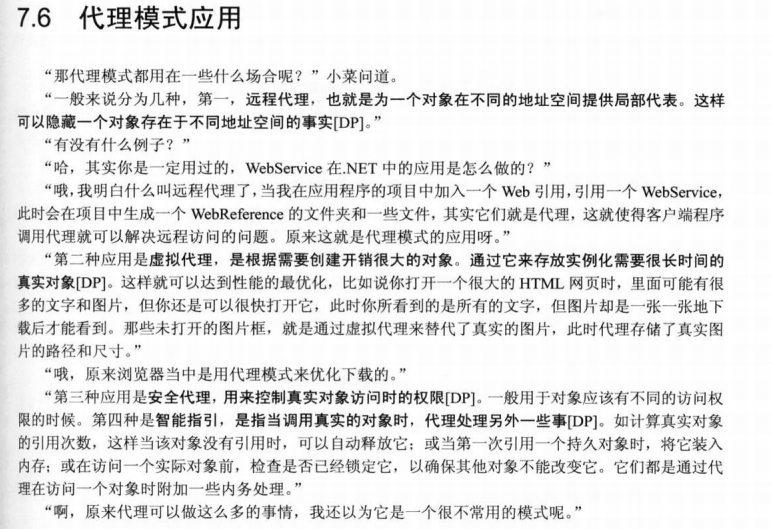 7.6 代理模式应用
“那代理模式都用在一些什么场合呢？”小菜问道。
“一般来说分为几种，第一，远程代理，也就是为一个对象在不同的地址空间提供局部代表。这样
可以隐藏一个对象存在于不同地址空间的事实[DP]。”
“有没有什么例子？”
“哈，其实你是一定用过的，WebService 在.NET 中的应用是怎么做的？”
“哦，我明白什么叫远程代理了，当我在应用程序的项目中加入一个 Web 引用，引用一个 WebService，
此时会在项目中生成一个 WebReference 的文件夹和一些文件，其实它们就是代理，这就使得客户端程序
调用代理就可以解决远程访问的问题。原来这就是代理模式的应用呀。”
“第二种应用是虚拟代理，是根据需要创建开销很大的对象。通过它来存放实例化需要很长时间的
真实对象[DP]。这样就可以达到性能的最优化，比如说你打开一个很大的 HTML 网页时，里面可能有很
多的文字和图片，但你还是可以很快打开它，此时你所看到的是所有的文字，但图片却是一张一张地下
载后才能看到。那些未打开的图片框，就是通过虚拟代理来替代了真实的图片，此时代理存储了真实图
片的路径和尺寸。”
“哦，原来浏览器当中是用代理模式来优化下载的。”
“第三种应用是安全代理，用来控制真实对象访问时的权限[DP]。一般用于对象应该有不同的访问权
限的时候。第四种是智能指引，是指当调用真实的对象时，代理处理另外一些事[DP]。如计算真实对象
的引用次数，这样当该对象没有引用时，可以自动释放它；或当第一次引用一个持久对象时，将它装入
内存；或在访问一个实际对象前，检查是否已经锁定它，以确保其他对象不能改变它。它们都是通过代
理在访问一个对象时附加一些内务处理。”
“啊，原来代理可以做这么多的事情，我还以为它是一个很不常用的模式呢。”